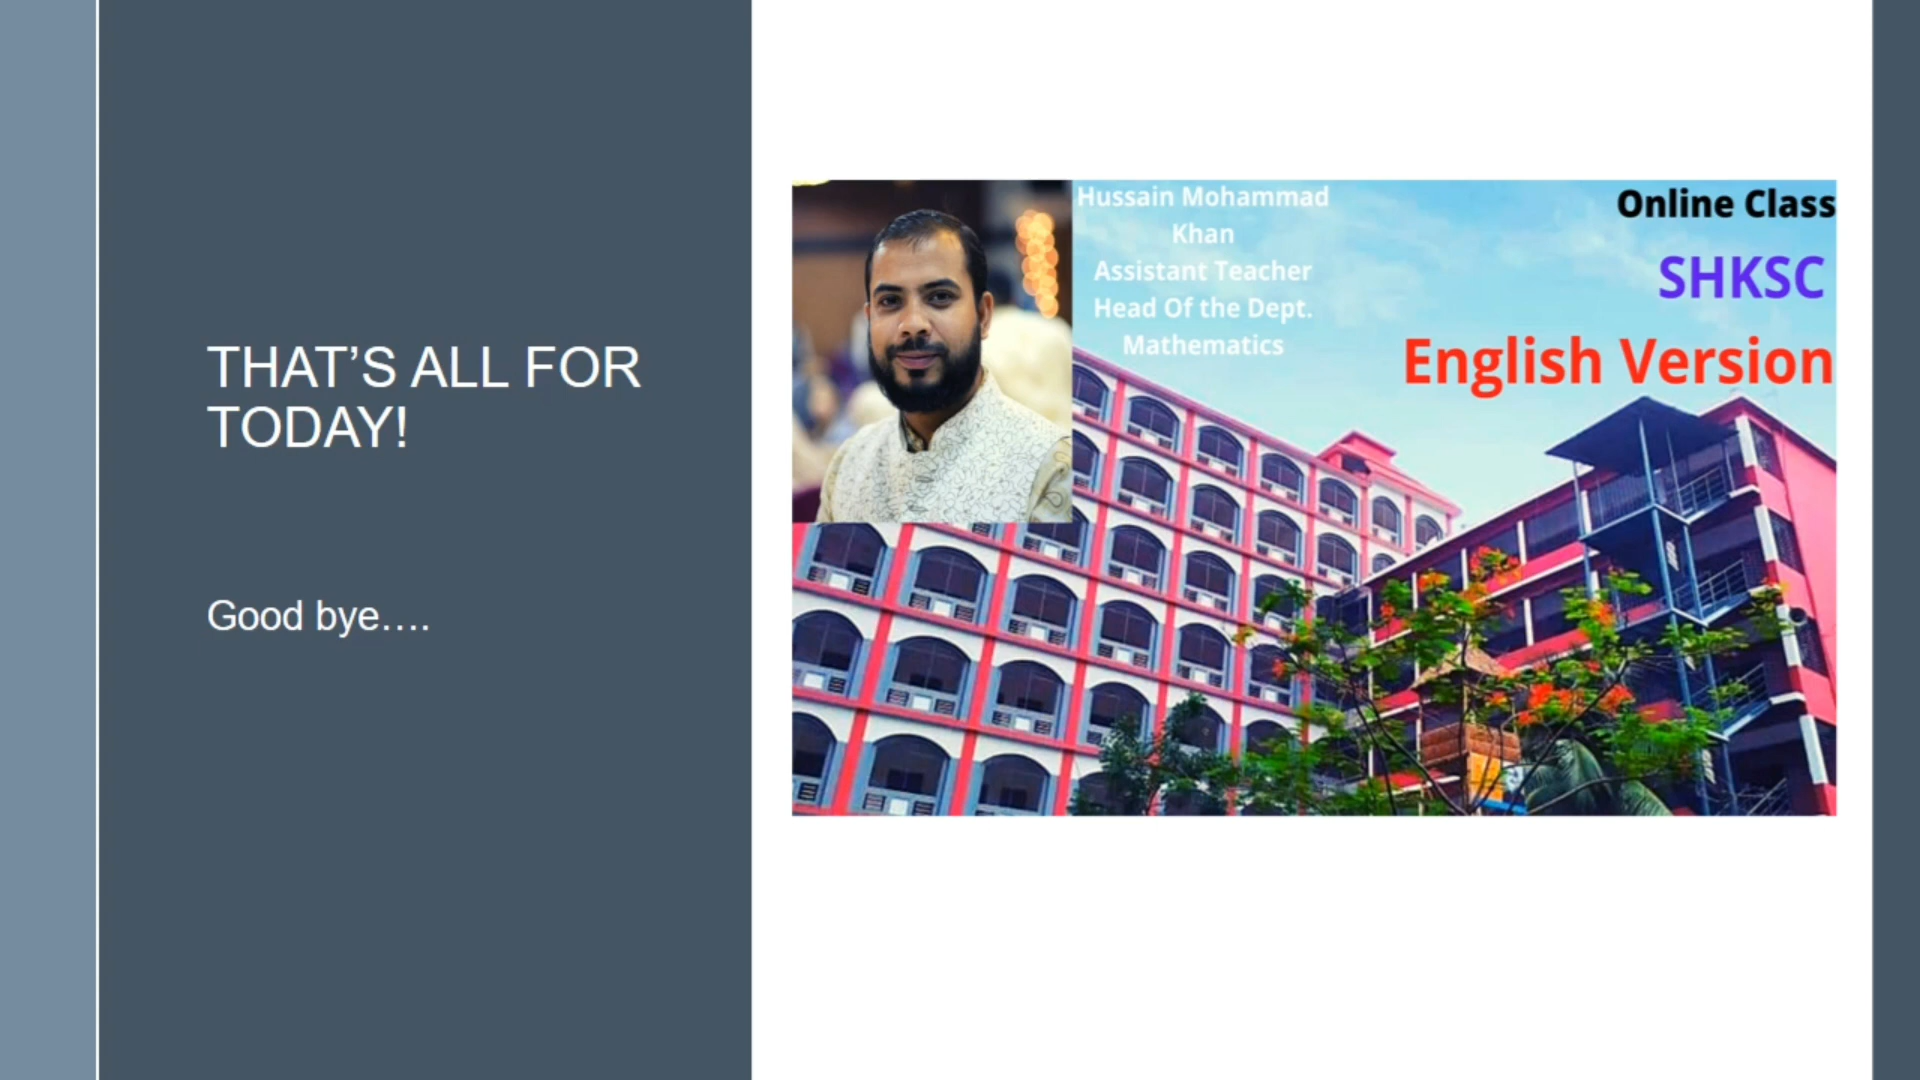 THAT’S ALL FOR
TODAY!
Good bye….
Hussain Mohammad
Khan
Assistant Teacher
Head Of the Dept.
Mathematics
Online Class
SHKSC
English Version